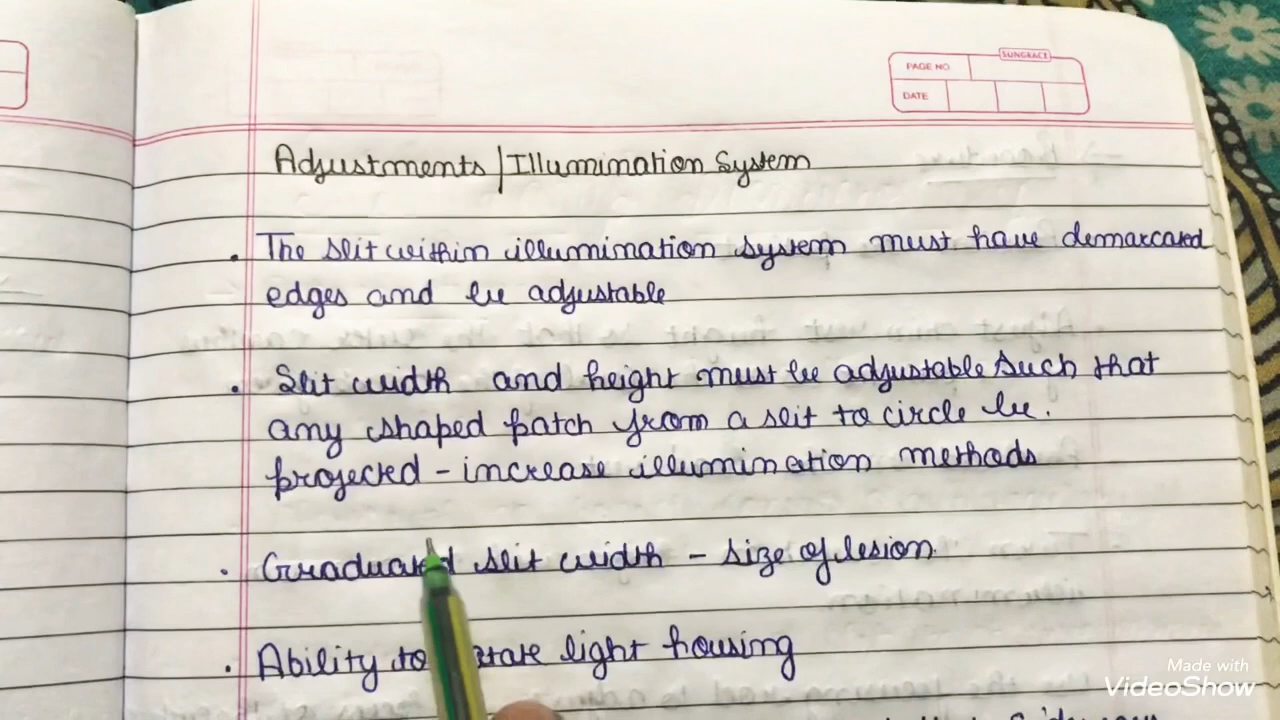 SUNGRACE
PAGE NO
DATE
Adjustments/Illumination System
. The slit within illumination system must have demarcated
edges and be adjustable
. Slit width and height must be adjustable such that
any shaped patch from a slit to circle be.
projected - increase illumination methods
. Graduated slit width - size of lesion.
. Ability to light housing
Made with
VideoShow